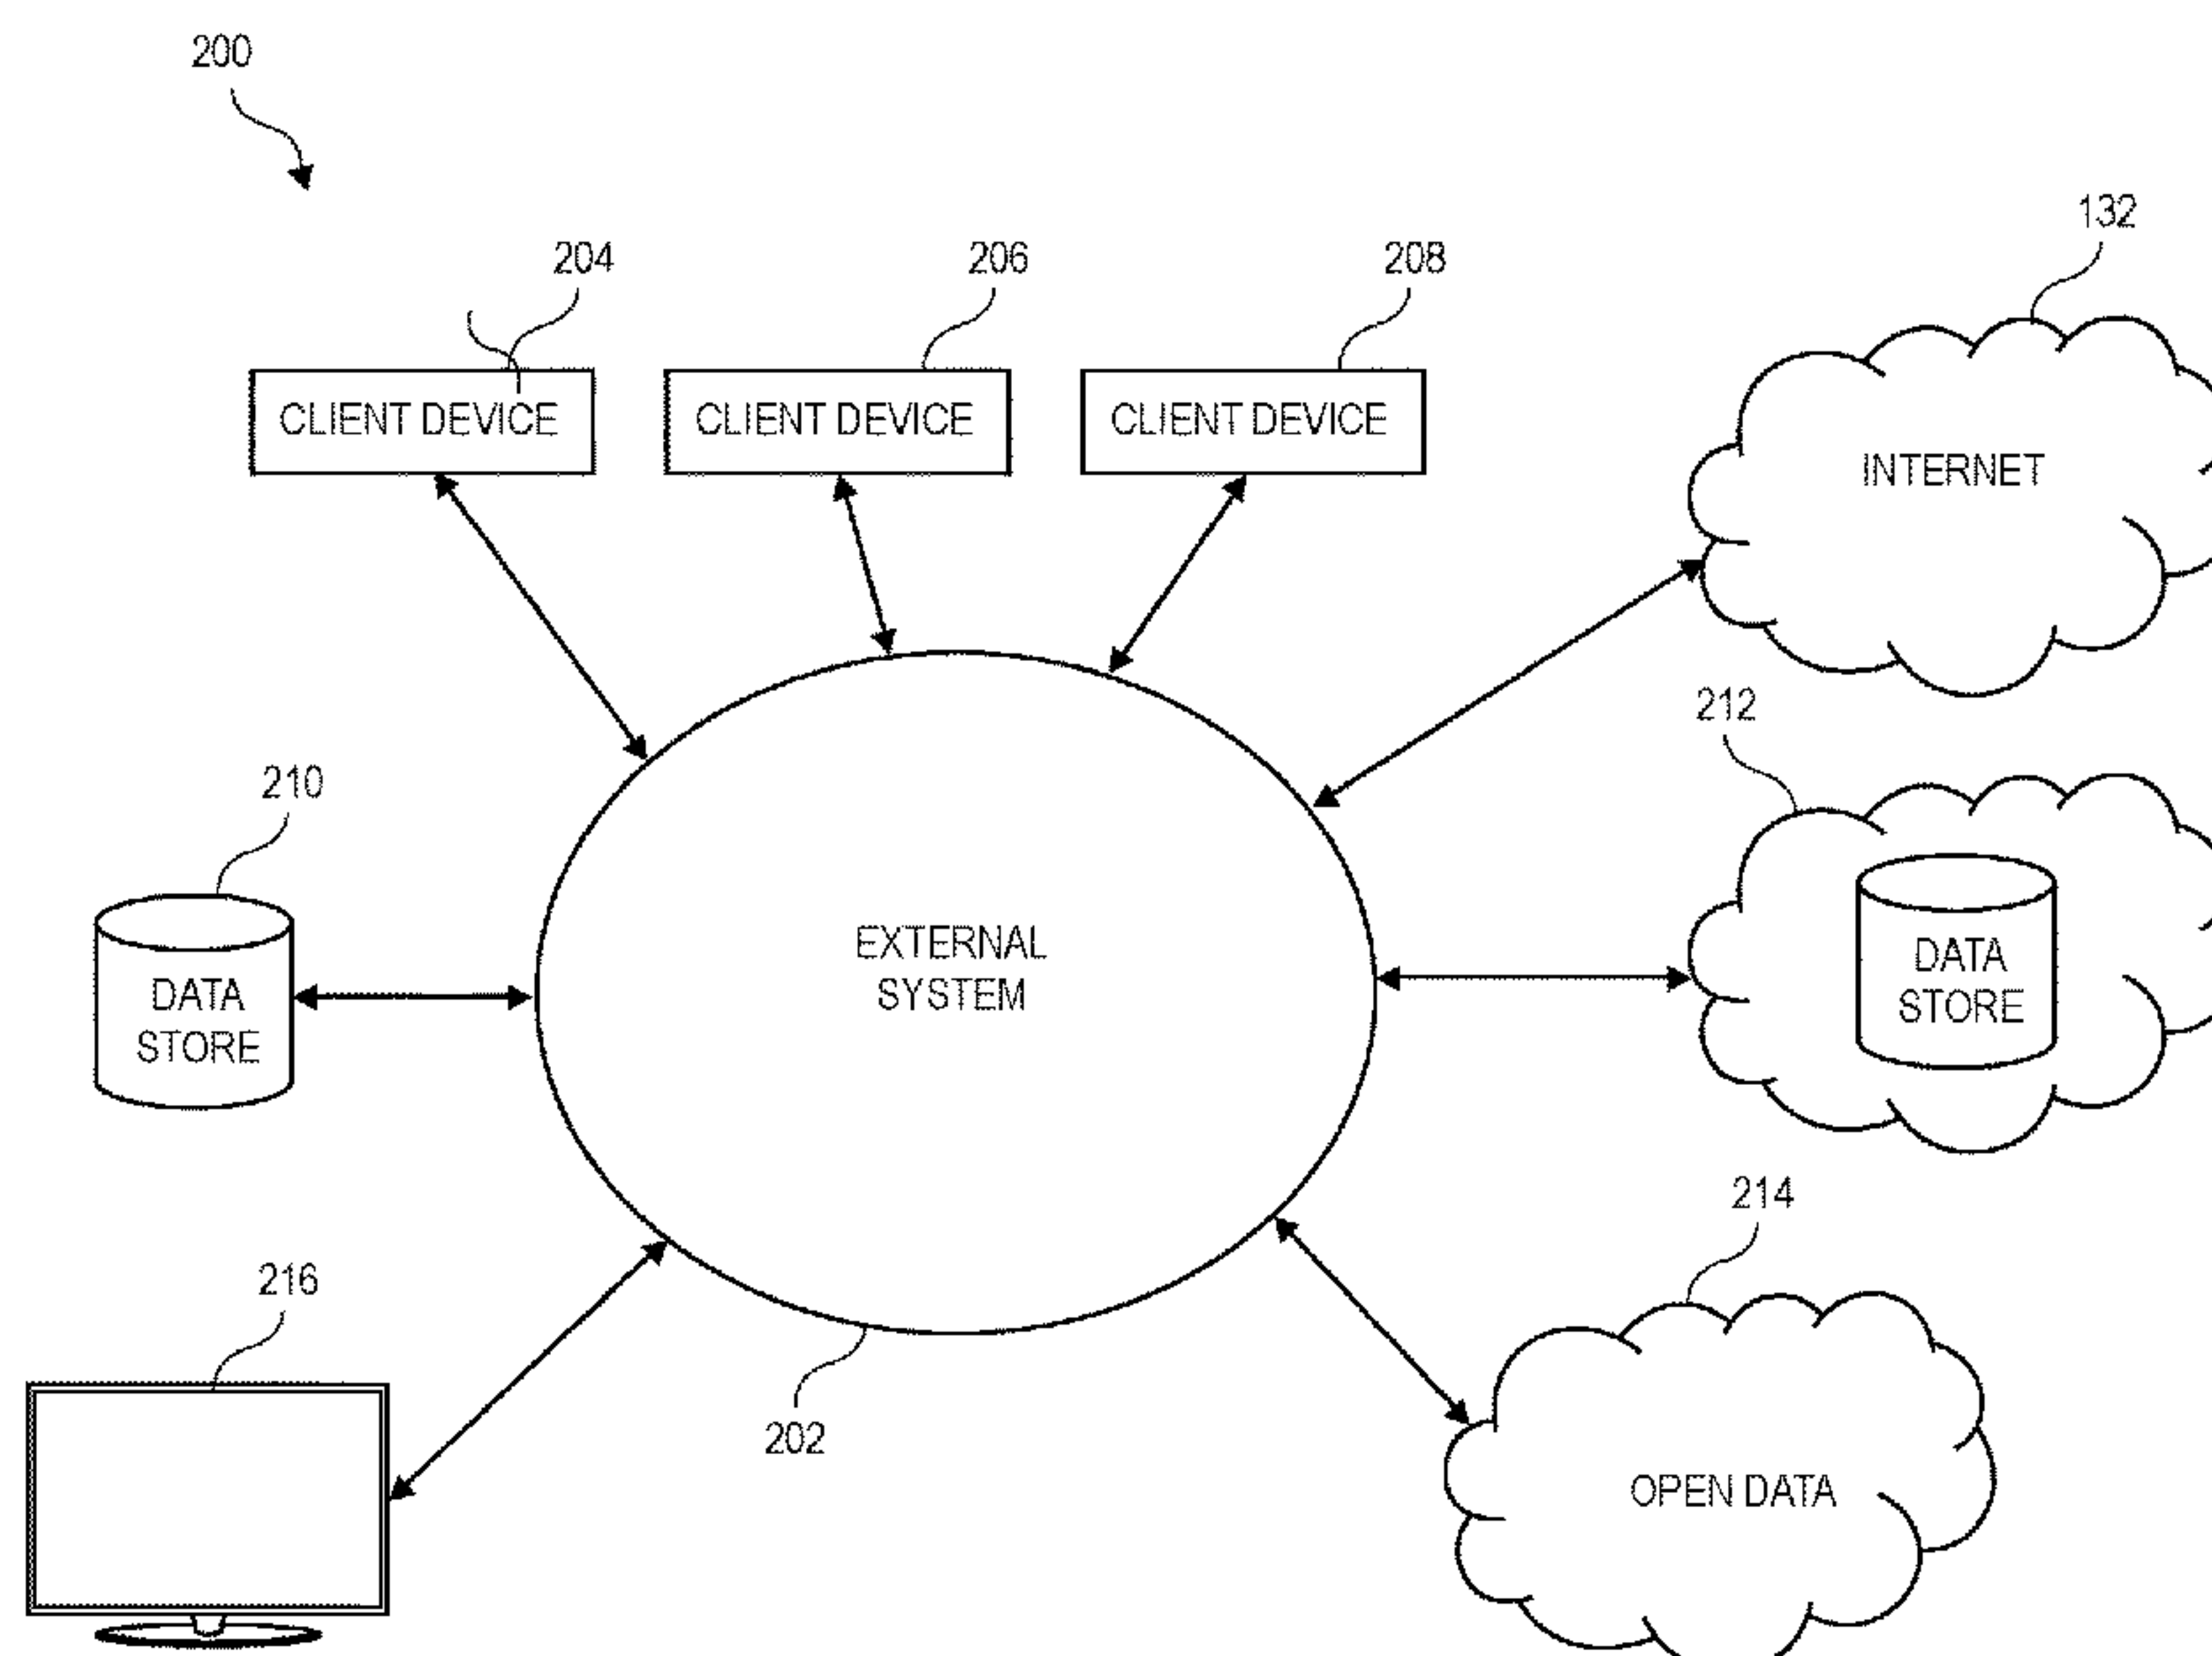 200
132
204
206
208
CLIENT DEVICE
CLIENT DEVICE
CLIENT DEVICE
INTERNET
212
210
EXTERNAL
SYSTEM
DATA
STORE
DATA
STORE
214
216
202
OPEN DATA